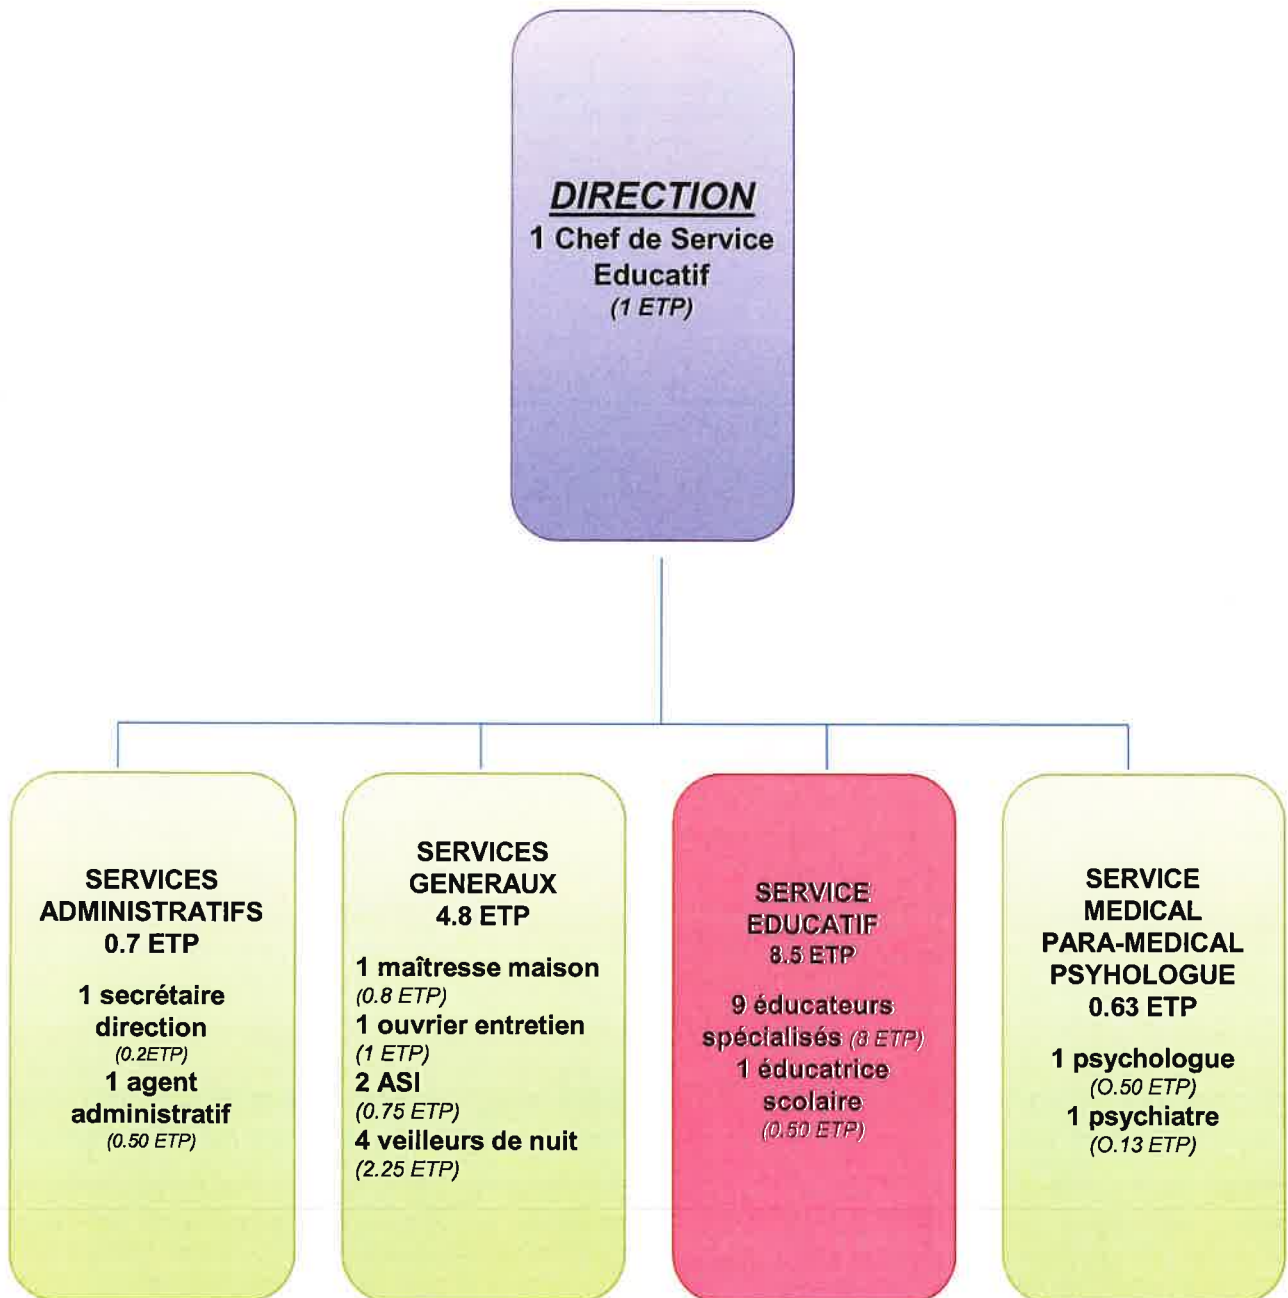 DIRECTION
1 Chef de Service
Educatif
(1 ETP)
SERVICES
ADMINISTRATIFS
0.7 ETP
1 secrétaire
direction
(0.2ETP)
1 agent
administratif
(0.50 ETP)
SERVICES
GENERAUX
4.8 ETP
1 maîtresse maison
(0.8 ETP)
1 ouvrier entretien
(1 ETP)
2 ASI
(0.75 ETP)
4 veilleurs de nuit
(2.25 ETP)
SERVICE
EDUCATIF
8.5 ETP
9 éducateurs
spécialisés (8 ETP)
1 éducatrice
scolaire
(0.50 ETP)
SERVICE
MEDICAL
PARA-MEDICAL
PSYHOLOGUE
0.63 ETP
1 psychologue
(O.50 ETP)
1 psychiatre
(O.13 ETP)